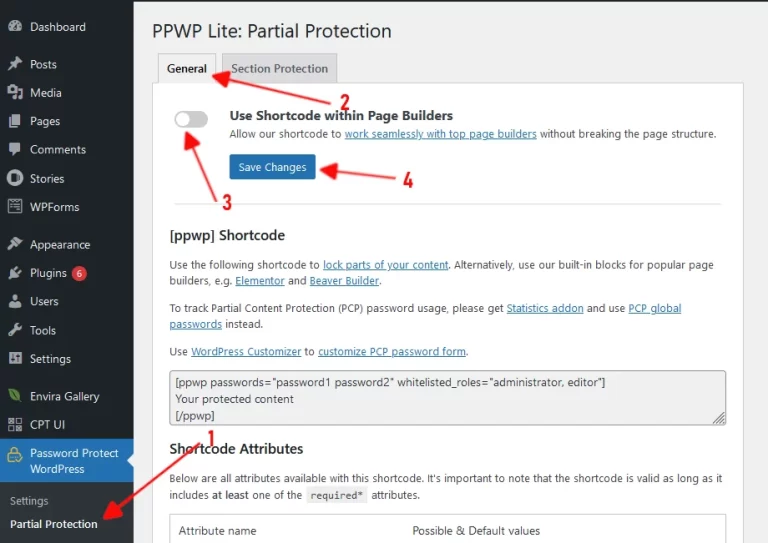 Dashboard
Posts
Media
Pages
Comments
Stories
WPForms
Appearance
Plugins 6
Users
Tools
Settings
Envira Gallery
CPT UI
Password Protect
WordPress
Settings
Partial Protection
1
PPWP Lite: Partial Protection
General
Section Protection
2
Use Shortcode within Page Builders
Allow our shortcode to work seamlessly with top page builders without breaking the page structure.
Save Changes
3
4
[ppwp] Shortcode
Use the following shortcode to lock parts of your content. Alternatively, use our built-in blocks for popular page
builders, e.g. Elementor and Beaver Builder.
To track Partial Content Protection (PCP) password usage, please get Statistics addon and use PCP global
passwords instead.
Use WordPress Customizer to customize PCP password form.
[ppwp passwords="password1 password2" whitelisted_roles="administrator, editor"]
Your protected content
[/ppwp]
Shortcode Attributes
Below are all attributes available with this shortcode. It's important to note that the shortcode is valid as long as it
includes at least one of the required* attributes.
Attribute name
Possible & Default values